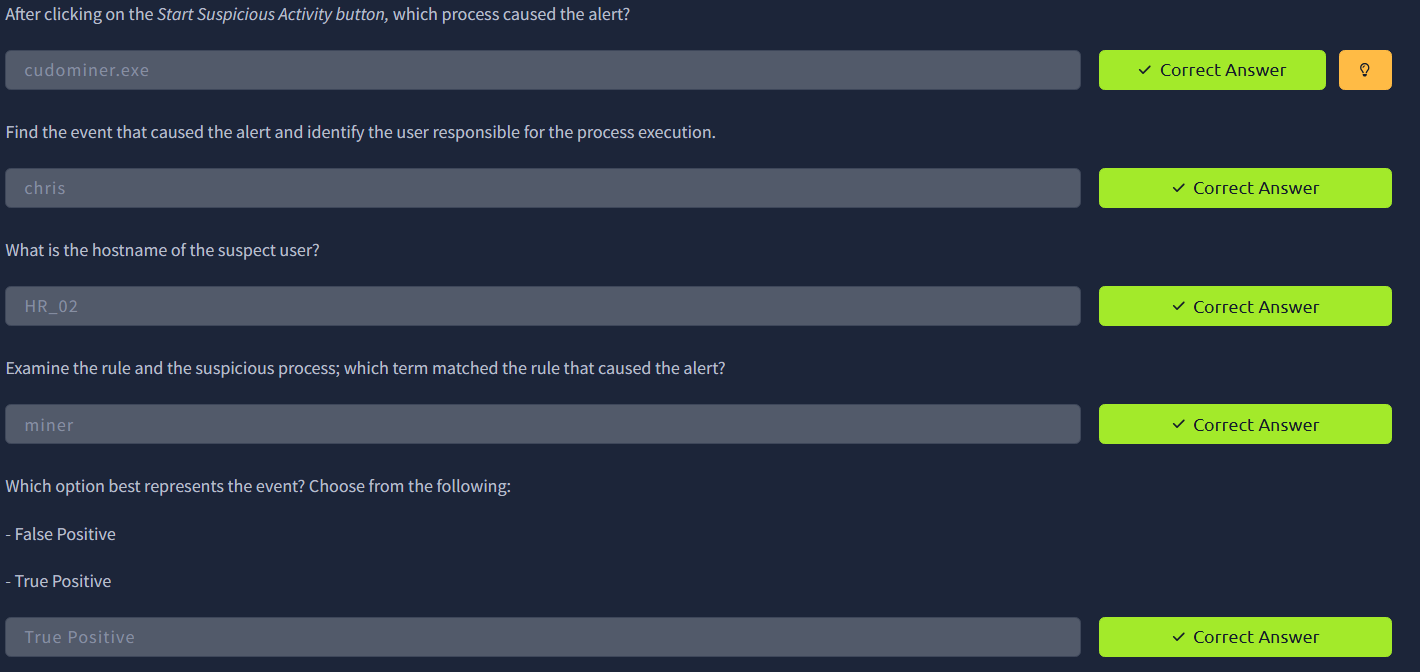 After clicking on the Start Suspicious Activity button, which process caused the alert?
cudominer.exe
✓ Correct Answer
Find the event that caused the alert and identify the user responsible for the process execution.
chris
✓ Correct Answer
What is the hostname of the suspect user?
HR_02
✓ Correct Answer
Examine the rule and the suspicious process; which term matched the rule that caused the alert?
miner
✓ Correct Answer
Which option best represents the event? Choose from the following:
- False Positive
- True Positive
True Positive
✓ Correct Answer